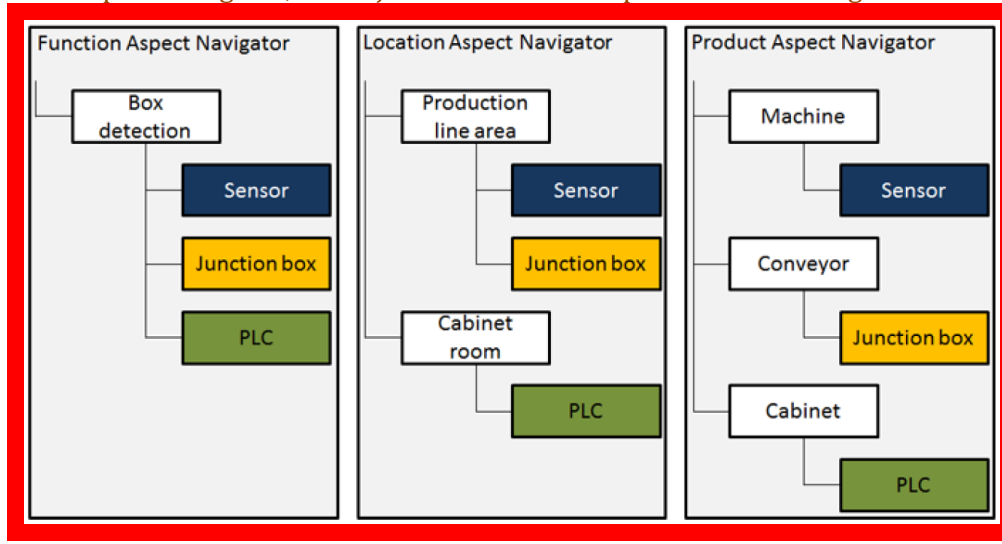 Function Aspect Navigator
Box
detection
Sensor
Junction box
PLC
Location Aspect Navigator
Production
line area
Sensor
Junction box
Cabinet
room
PLC
Product Aspect Navigator
Machine
Sensor
Conveyor
Junction box
Cabinet
PLC